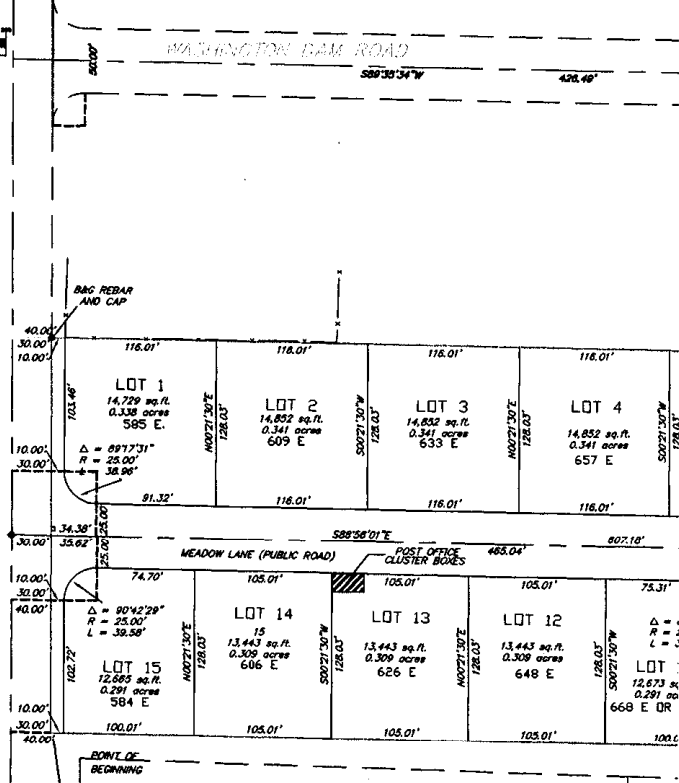 WASHINGTON DAM ROAD
50.00'
S89°35'34"W
426.49'
B&G REBAR
AND CAP
40.00'
30.00'
10.00'
116.01'
116.01'
116.01'
116.01'
103.46'
LOT 1
14,729 sq.ft.
0.338 acres
585 E.
N00°21'30"E
128.03'
LOT 2
14,852 sq.ft.
0.341 acres
609 E
S00°21'30"W
128.03'
LOT 3
14,852 sq.ft.
0.341 acres
633 E
N00°21'30"E
128.03'
LOT 4
14,852 sq.ft.
0.341 acres
657 E
S00°21'30"W
128.03'
10.00'
30.00'
Δ = 89°17'31"
R = 25.00'
L = 38.96'
91.32'
116.01'
116.01'
116.01'
34.38'
25.00'
30.00'
35.62'
25.00'
S88°56'01"E
465.04'
607.18'
MEADOW LANE (PUBLIC ROAD)
POST OFFICE
CLUSTER BOXES
10.00'
30.00'
40.00'
74.70'
105.01'
105.01'
105.01'
75.31'
Δ = 90°42'29"
R = 25.00'
L = 39.58'
102.72'
LOT 15
12,665 sq.ft.
0.291 acres
584 E
N00°21'30"E
128.03'
LOT 14
15
13,443 sq.ft.
0.309 acres
606 E
S00°21'30"W
128.03'
LOT 13
13,443 sq.ft.
0.309 acres
626 E
N00°21'30"E
128.03'
LOT 12
13,443 sq.ft.
0.309 acres
648 E
128.03'
S00°21'30"W
Δ =
R =
L =
LOT
12,673 sq
0.291 ac
668 E OR
10.00'
30.00'
40.00'
100.01'
105.01'
105.01'
105.01'
100.0
POINT OF
BEGINNING